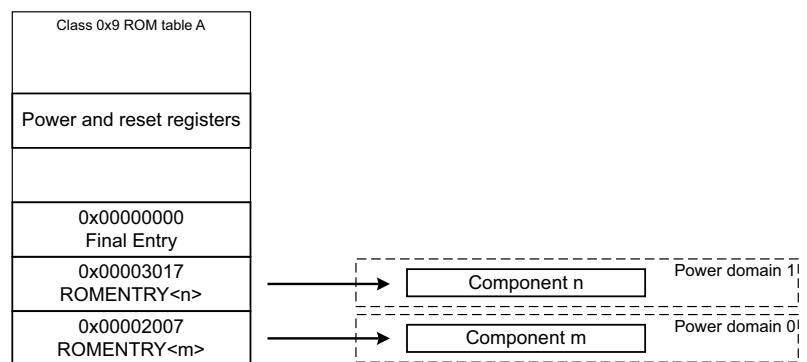 Class 0x9 ROM table A
Power and reset registers
0x00000000
Final Entry
0x00003017
ROMENTRY<n>
Component n
Power domain 1
0x00002007
ROMENTRY<m>
Component m
Power domain 0